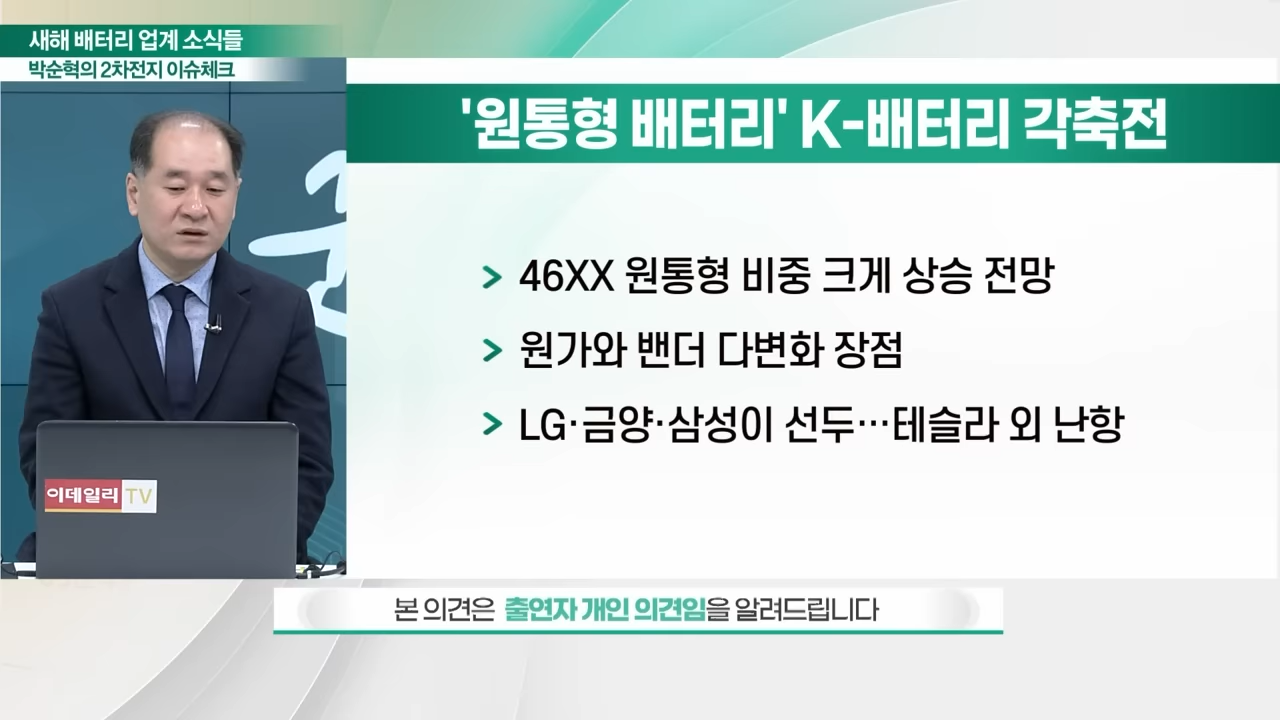 새해 배터리 업계 소식들
박순혁의 2차전지 이슈체크
'원통형 배터리' K-배터리 각축전
46XX 원통형 비중 크게 상승 전망
원가와 밴더 다변화 장점
LG·금양·삼성이 선두…테슬라 외 난항
이데일리 TV
본 의견은 출연자 개인 의견임을 알려드립니다